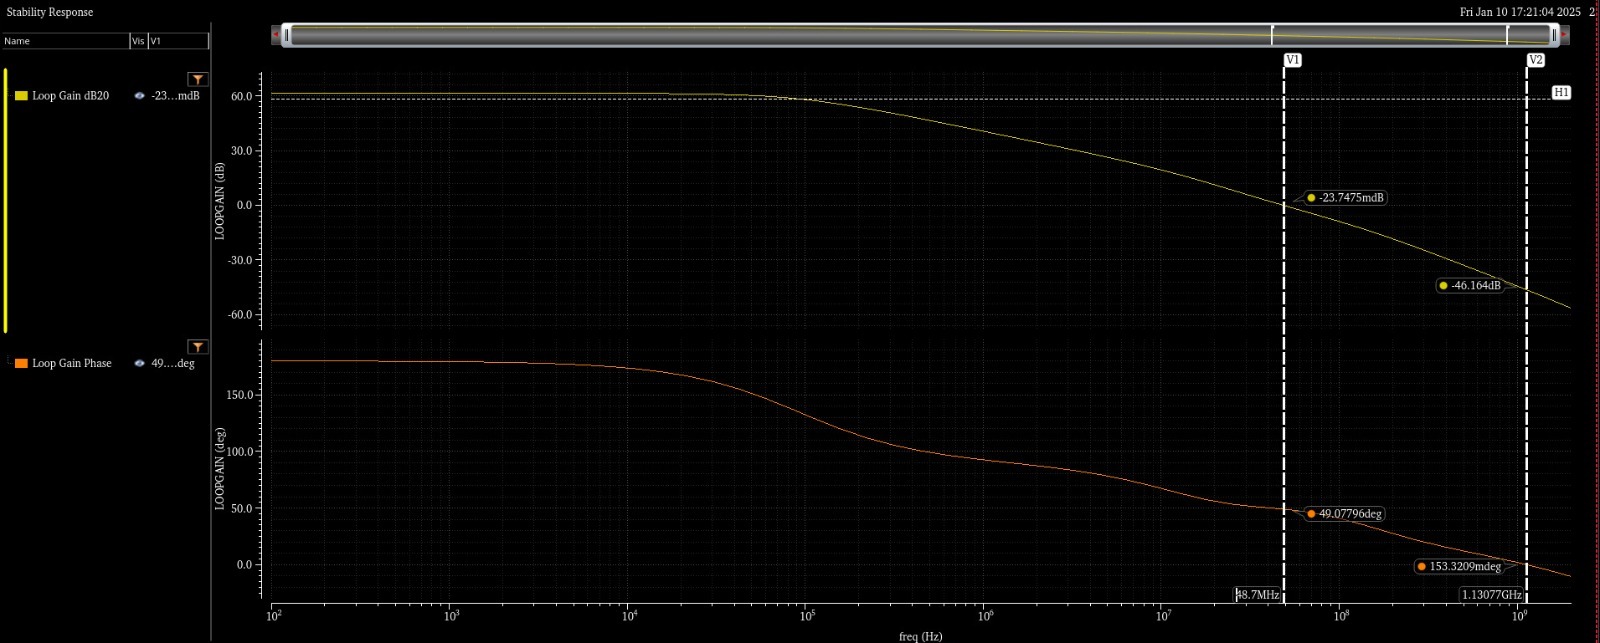 Stability Response
Fri Jan 10 17:21:04 2025 2
Name Vis V1
V1 V2
Loop Gain dB20 -23...mdB
H1
60.0
30.0
0.0
-30.0
-60.0
LOOPGAIN (dB)
-23.7475mdB
-46.164dB
Loop Gain Phase 49....deg
150.0
100.0
50.0
0.0
LOOPGAIN (deg)
49.07796deg
153.3209mdeg
48.7MHz 1.13077GHz
10² 10³ 10⁴ 10⁵ 10⁶ 10⁷ 10⁸ 10⁹
freq (Hz)